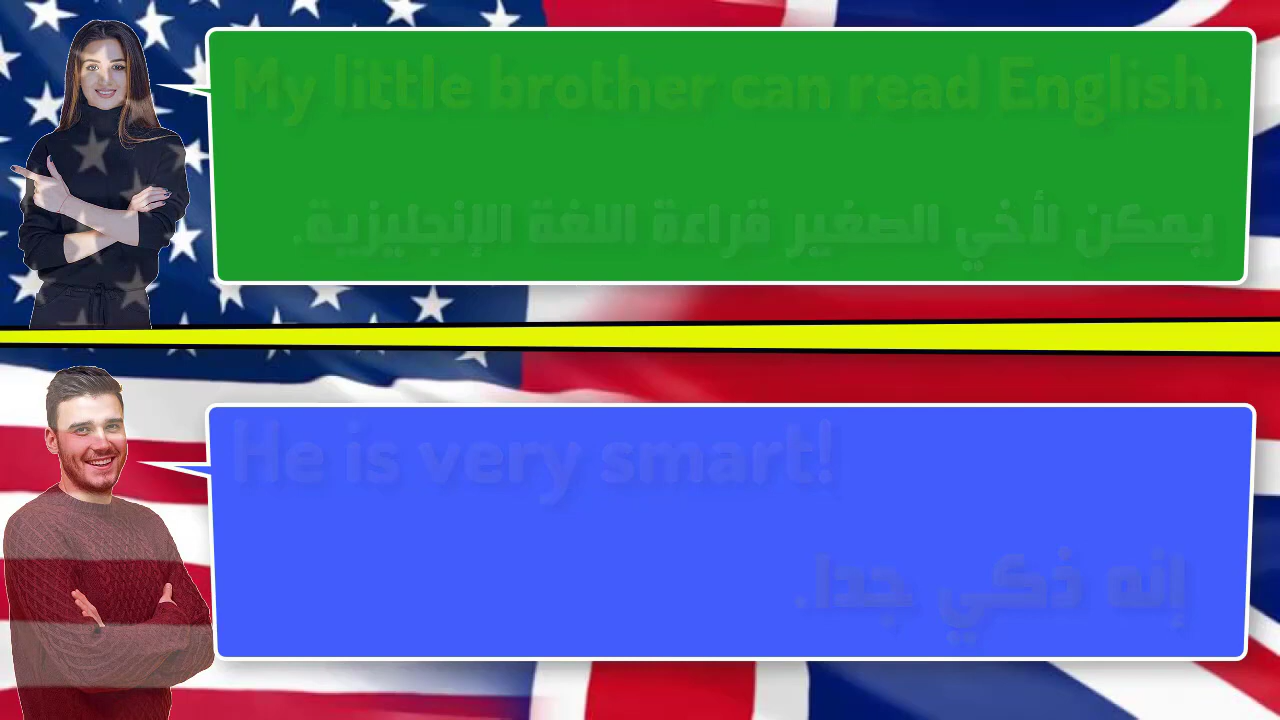 My little brother can read English.
يمكن لأخي الصغير قراءة اللغة الإنجليزية.
He is very smart!
إنه ذكي جدا.